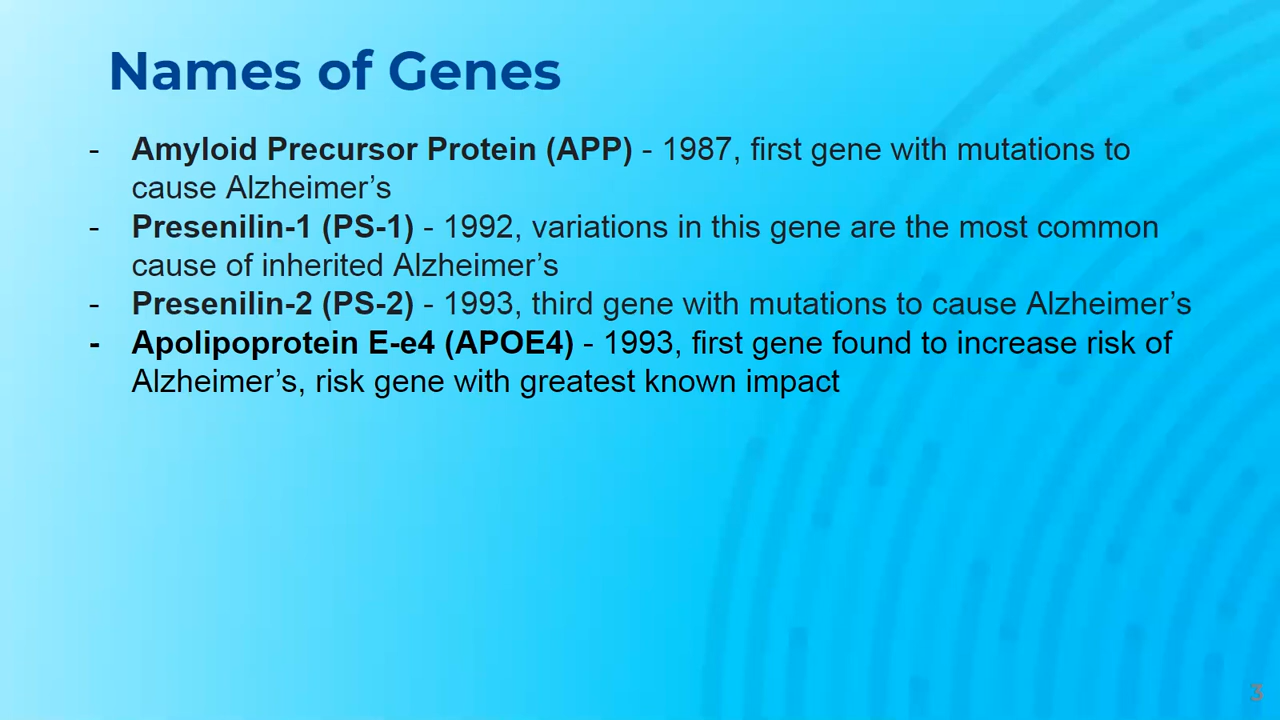 Names of Genes
- Amyloid Precursor Protein (APP) - 1987, first gene with mutations to
cause Alzheimer’s
- Presenilin-1 (PS-1) - 1992, variations in this gene are the most common
cause of inherited Alzheimer’s
- Presenilin-2 (PS-2) - 1993, third gene with mutations to cause Alzheimer’s
- Apolipoprotein E-e4 (APOE4) - 1993, first gene found to increase risk of
Alzheimer’s, risk gene with greatest known impact
3